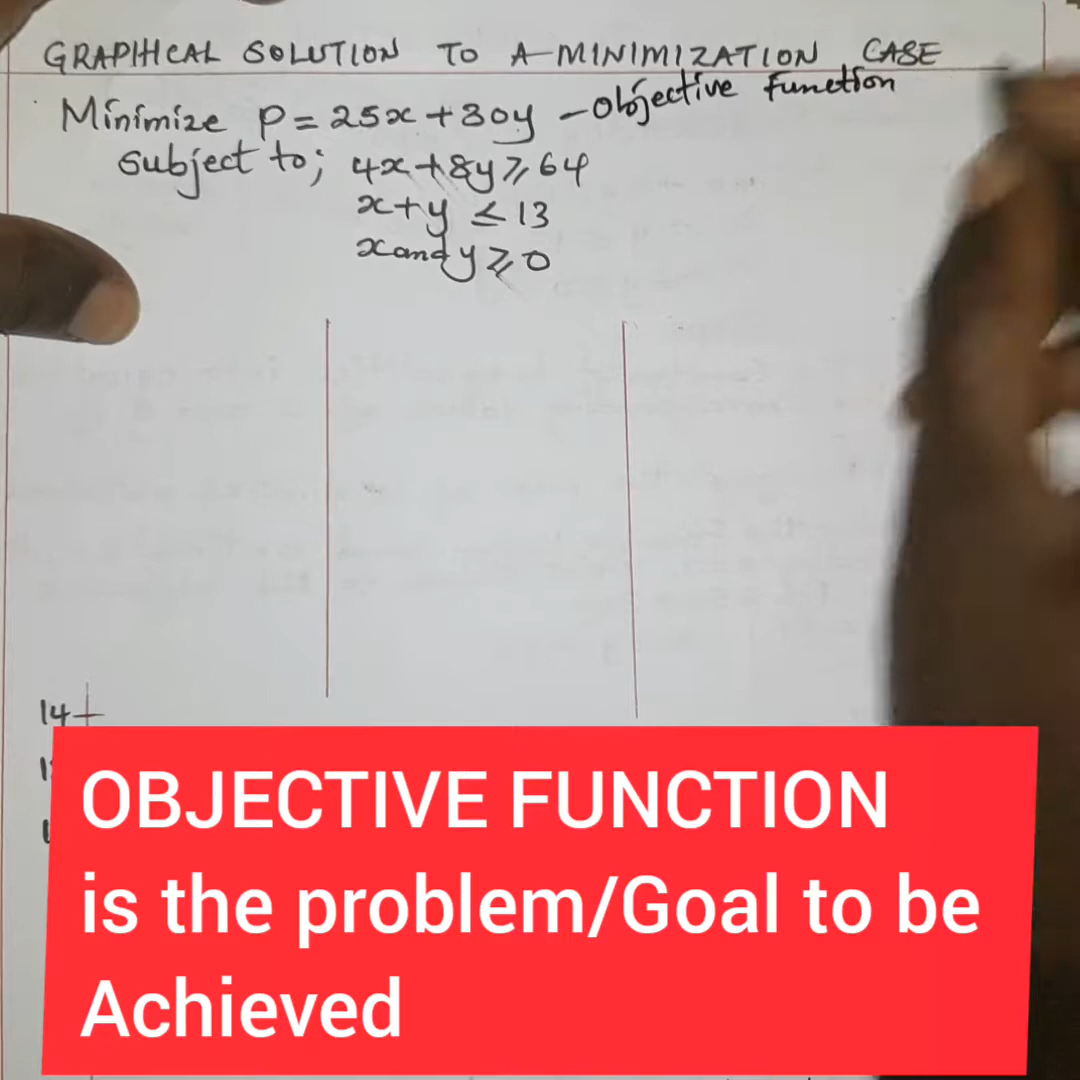 GRAPHICAL SOLUTION TO A MINIMIZATION CASE
Minimize P = 25x + 30y - Objective Function
Subject to; 4x + 8y ⩾ 64
x + y ≤ 13
x and y ⩾ 0
14
OBJECTIVE FUNCTION
is the problem/Goal to be
Achieved